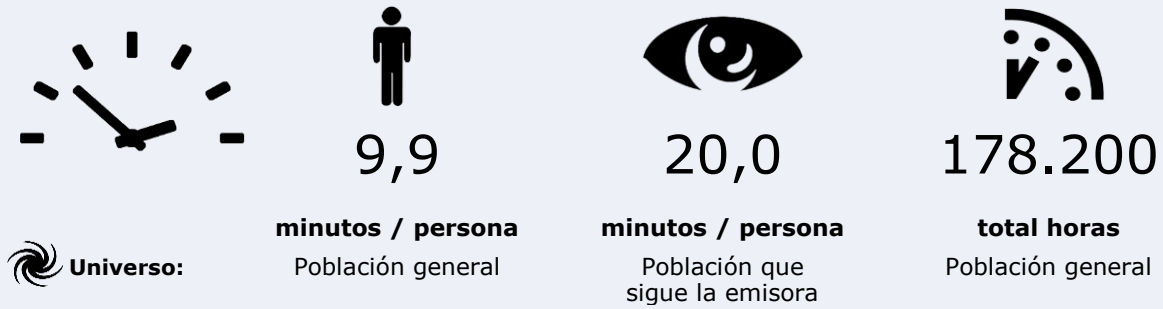 9,9
20,0
178.200
minutos / persona
minutos / persona
total horas
Universo:
Población general
Población que
sigue la emisora
Población general